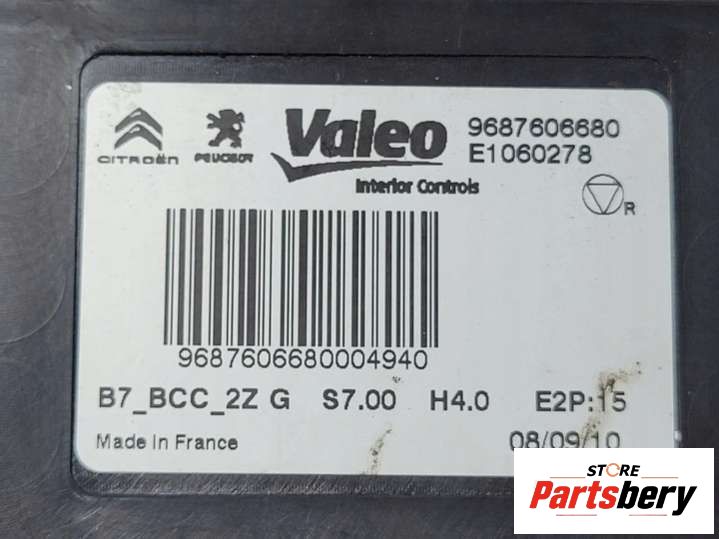 CITROËN PEUGEOT Valeo 9687606680
E1060278
Interior Controls
R
9687606680004940
B7_BCC_2Z G S7.00 H4.0 E2P:15
Made In France 08/09/10
STORE
Partsbery